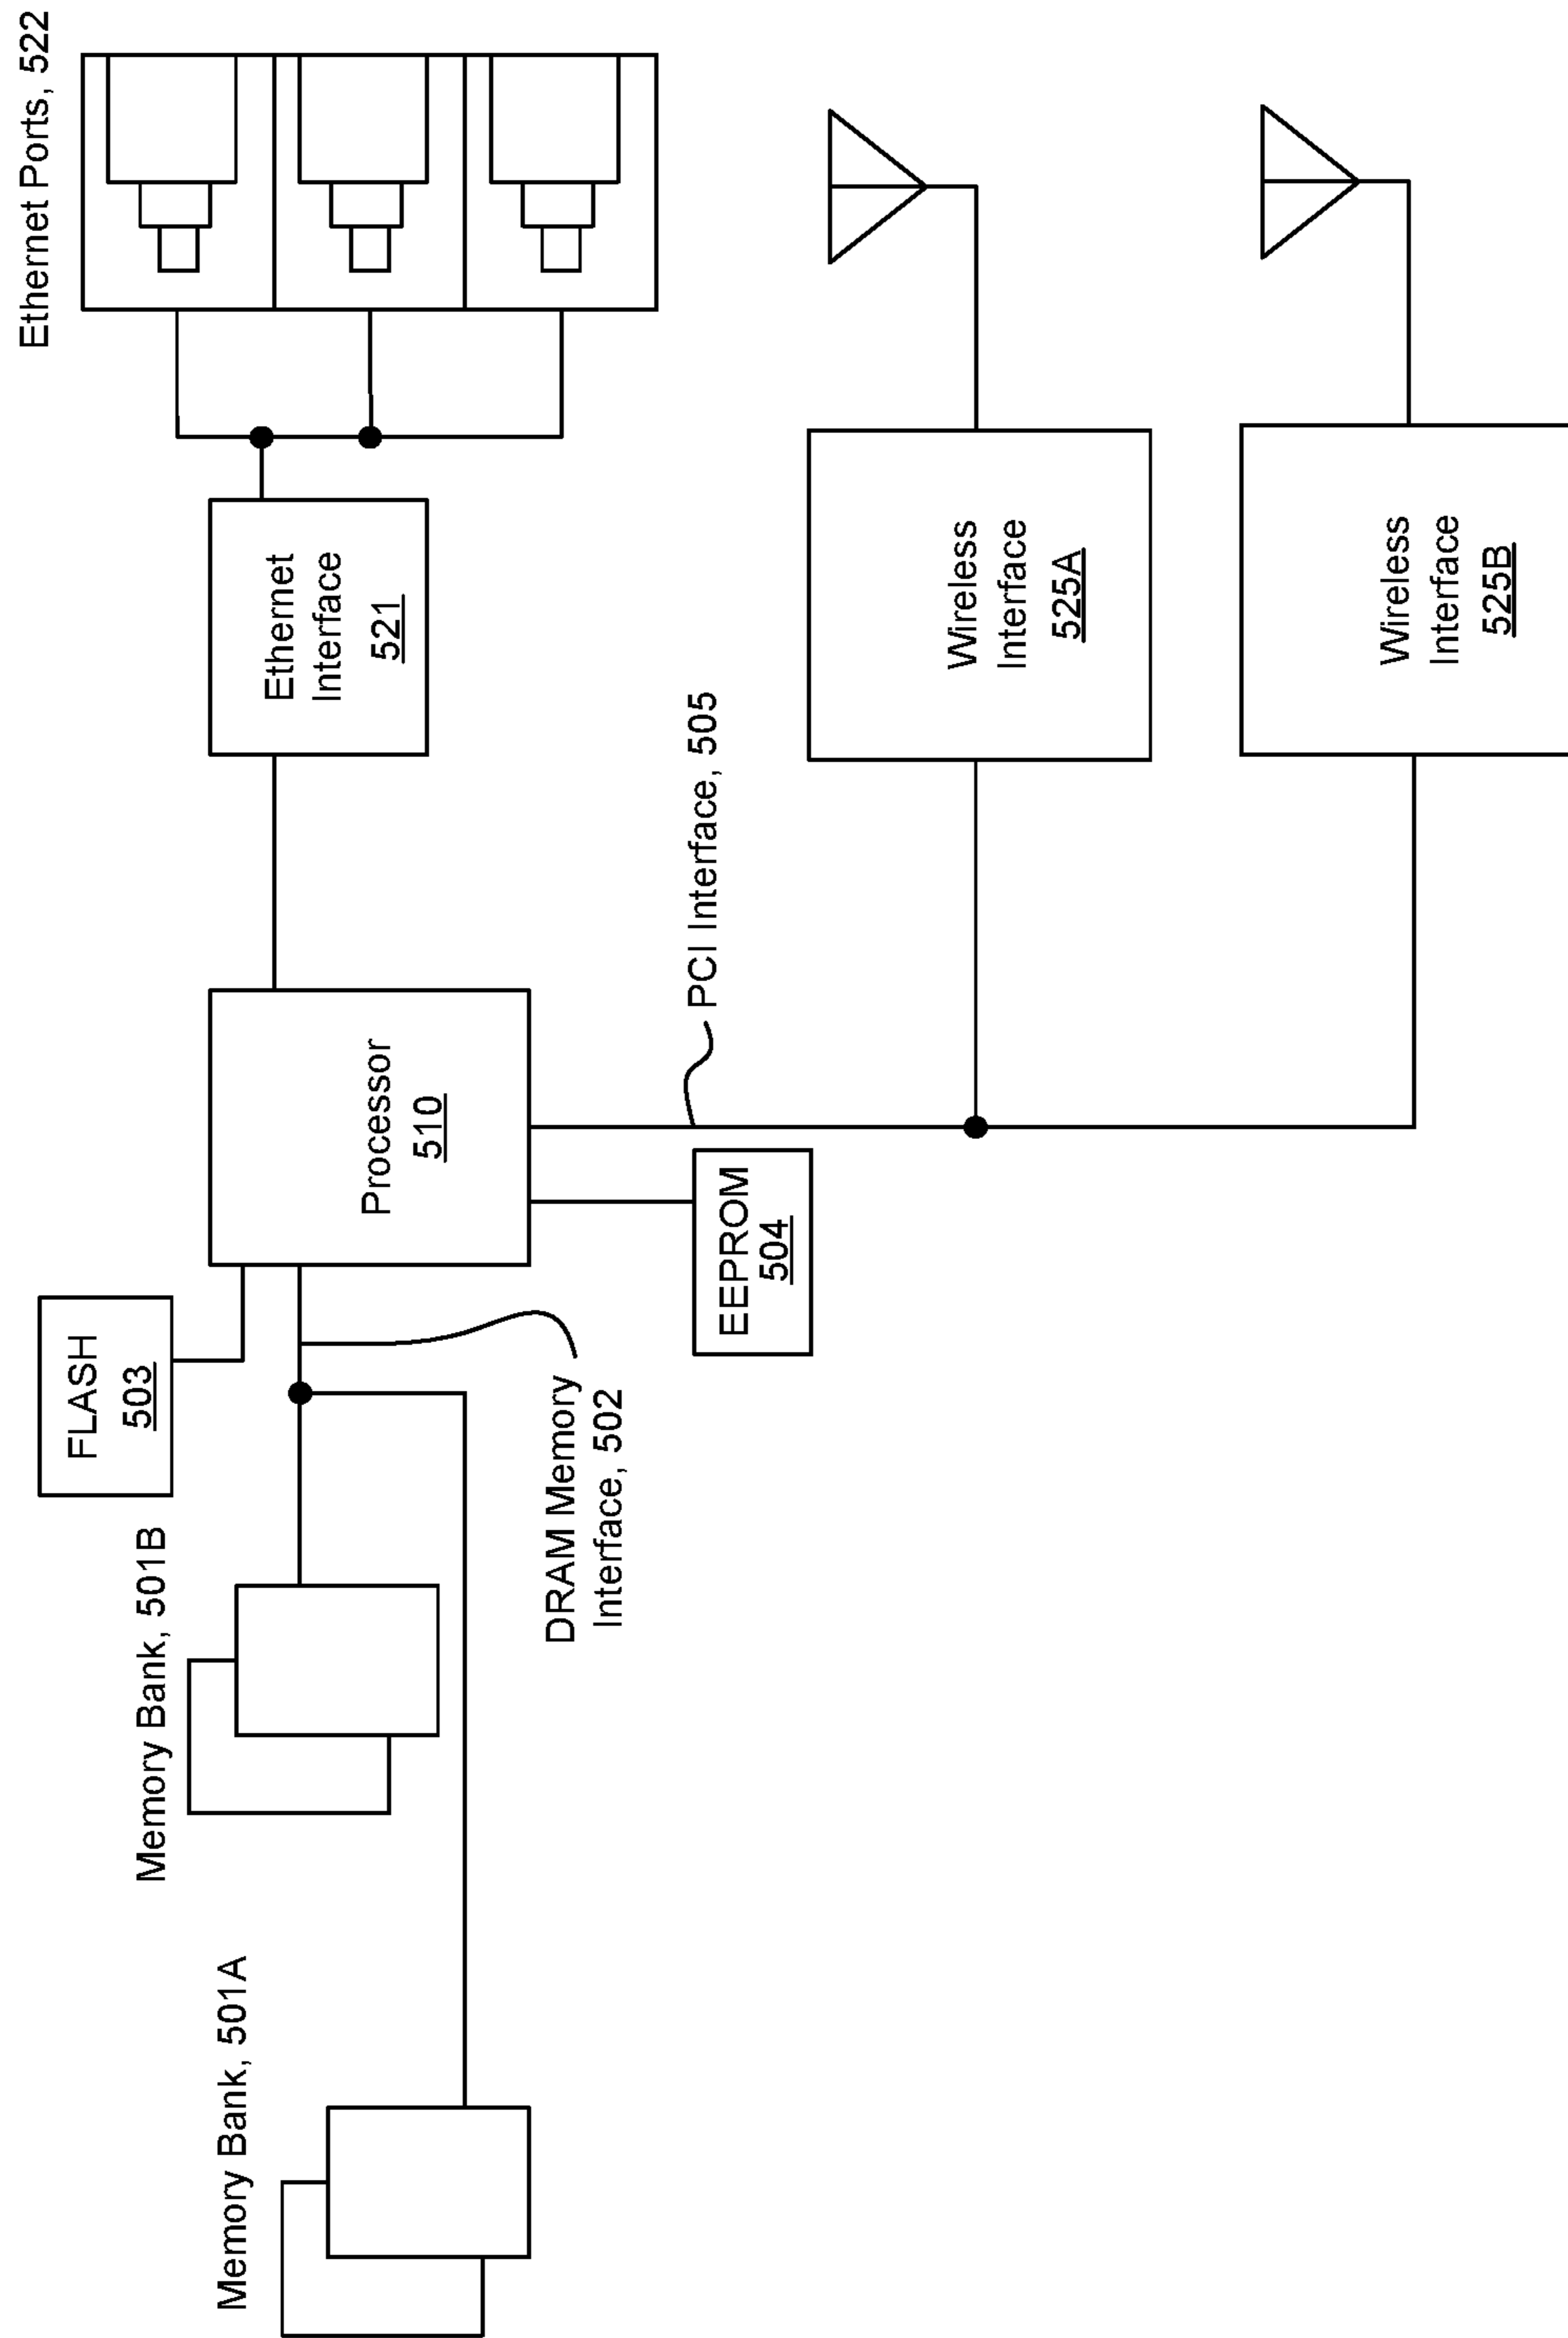 Memory Bank, 501A
Memory Bank, 501B
FLASH
503
Ethernet Ports, 522
Processor
510
Ethernet
Interface
521
DRAM Memory
Interface, 502
EEPROM
504
PCI Interface, 505
Wireless
Interface
525A
Wireless
Interface
525B